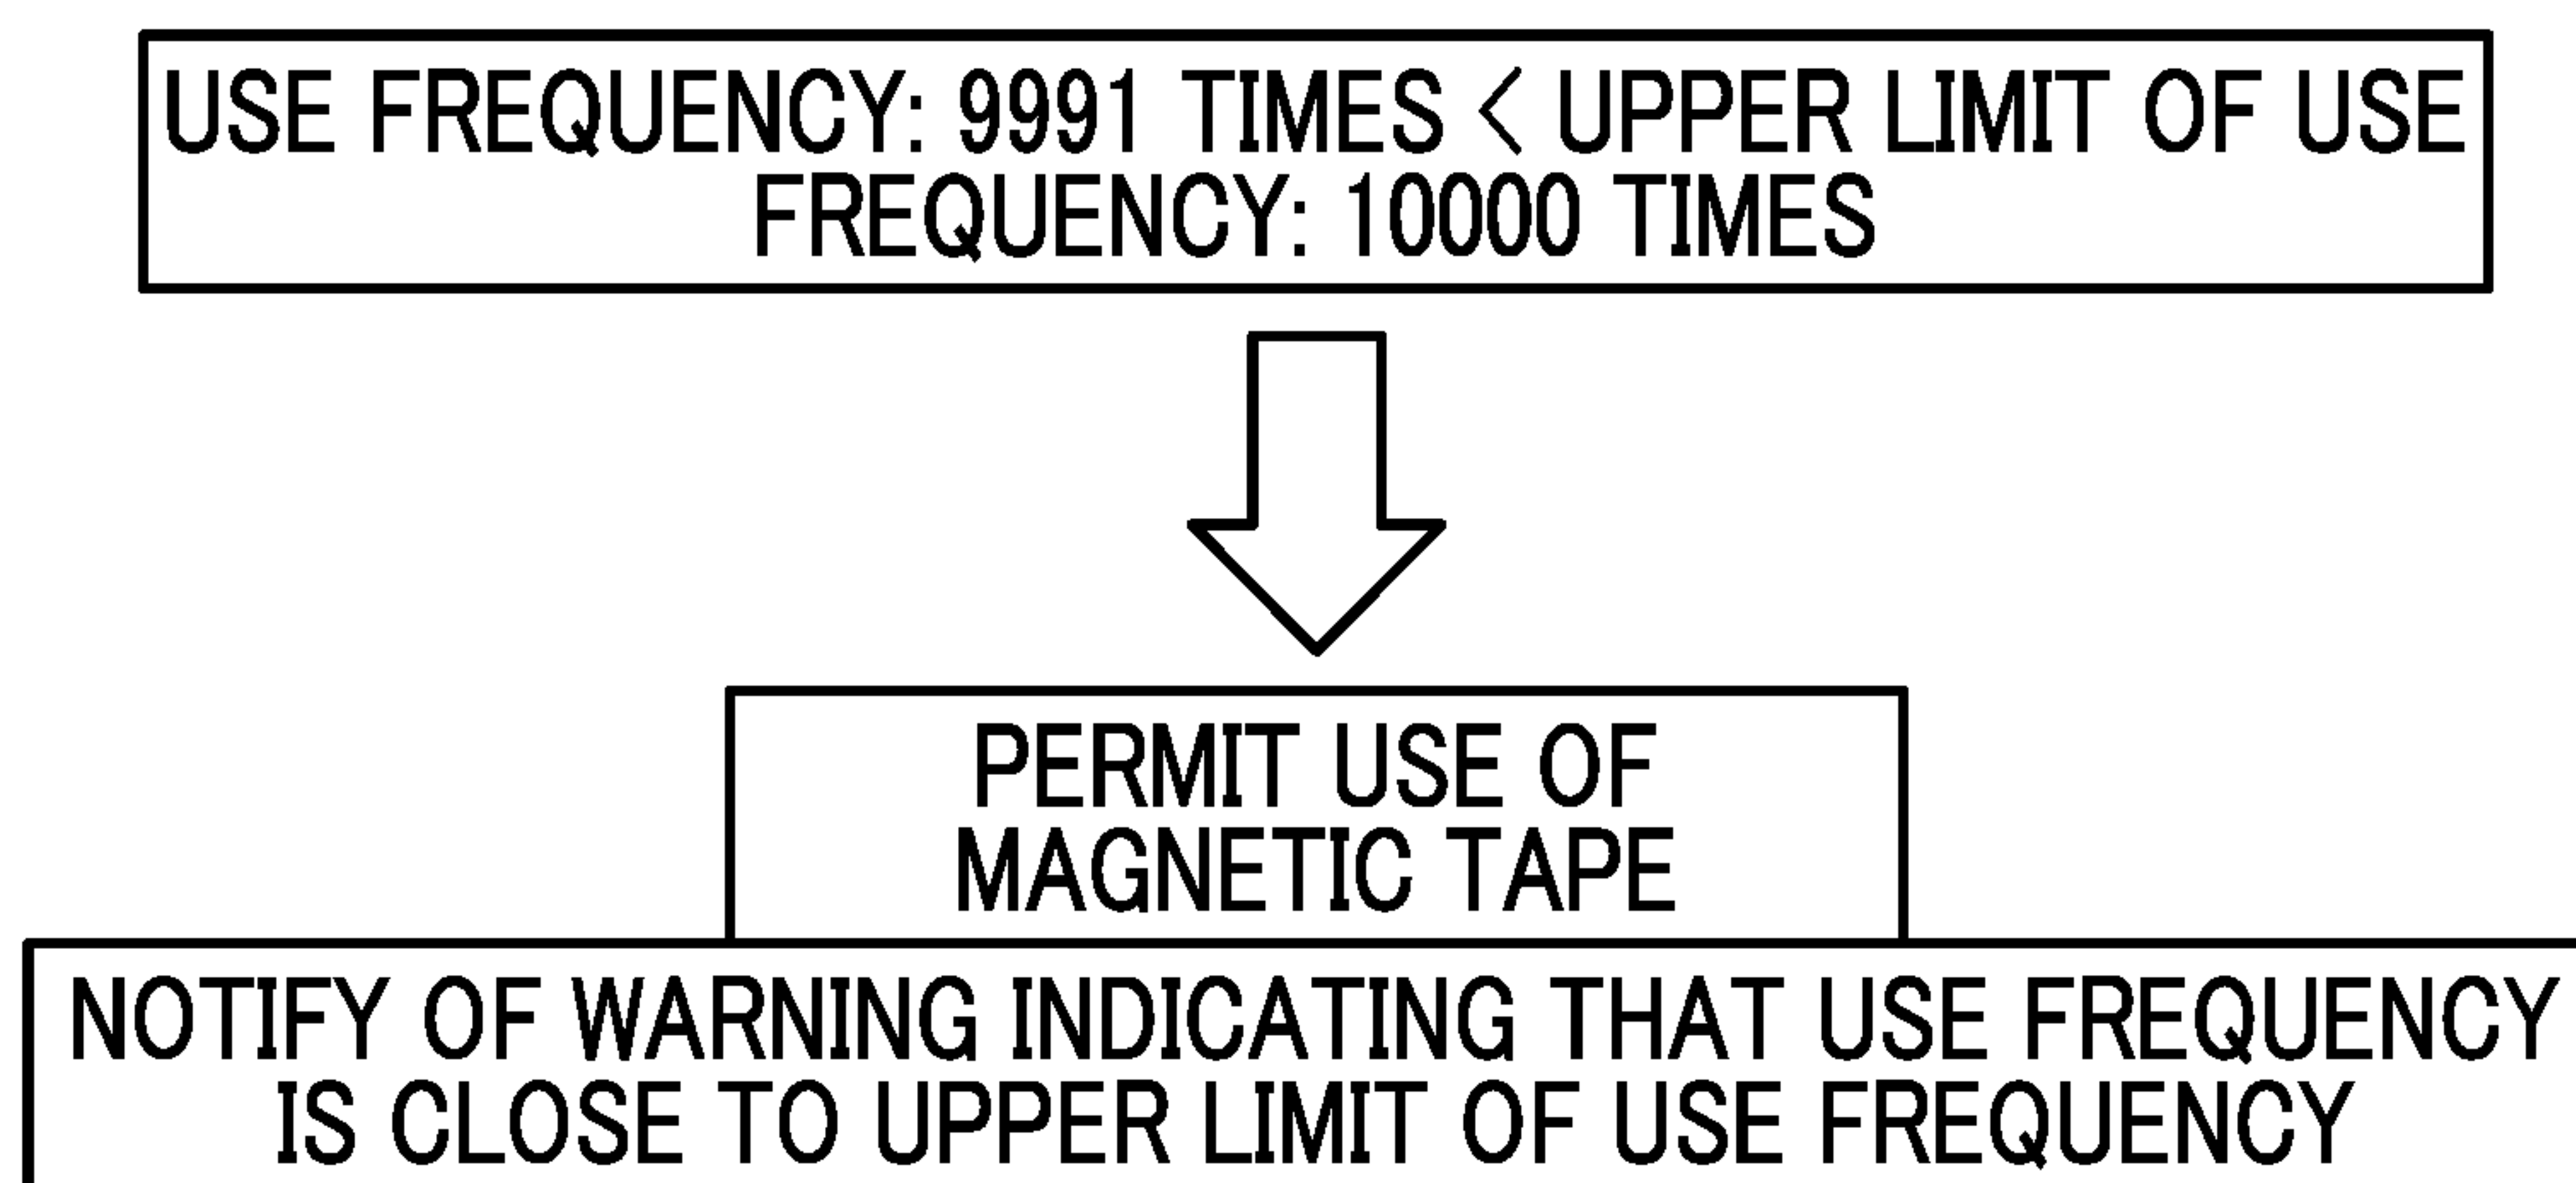 USE FREQUENCY: 9991 TIMES < UPPER LIMIT OF USE
FREQUENCY: 10000 TIMES
PERMIT USE OF
MAGNETIC TAPE
NOTIFY OF WARNING INDICATING THAT USE FREQUENCY
IS CLOSE TO UPPER LIMIT OF USE FREQUENCY